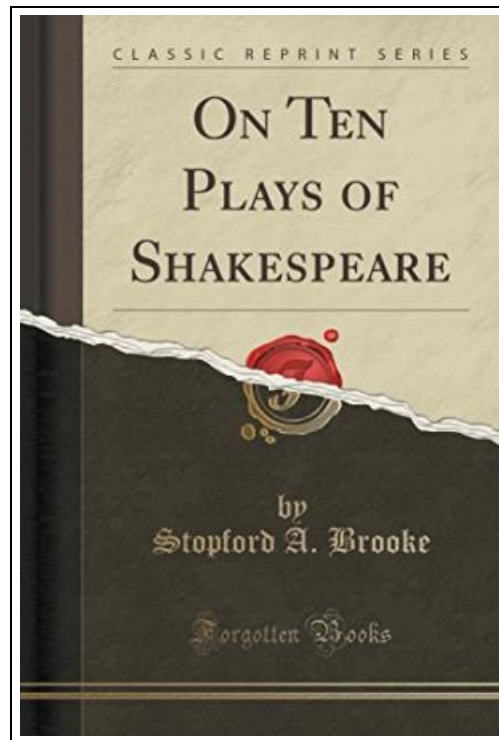 CLASSIC REPRINT SERIES
ON TEN
PLAYS OF
SHAKESPEARE
by
Stopford A. Brooke
Forgotten Books